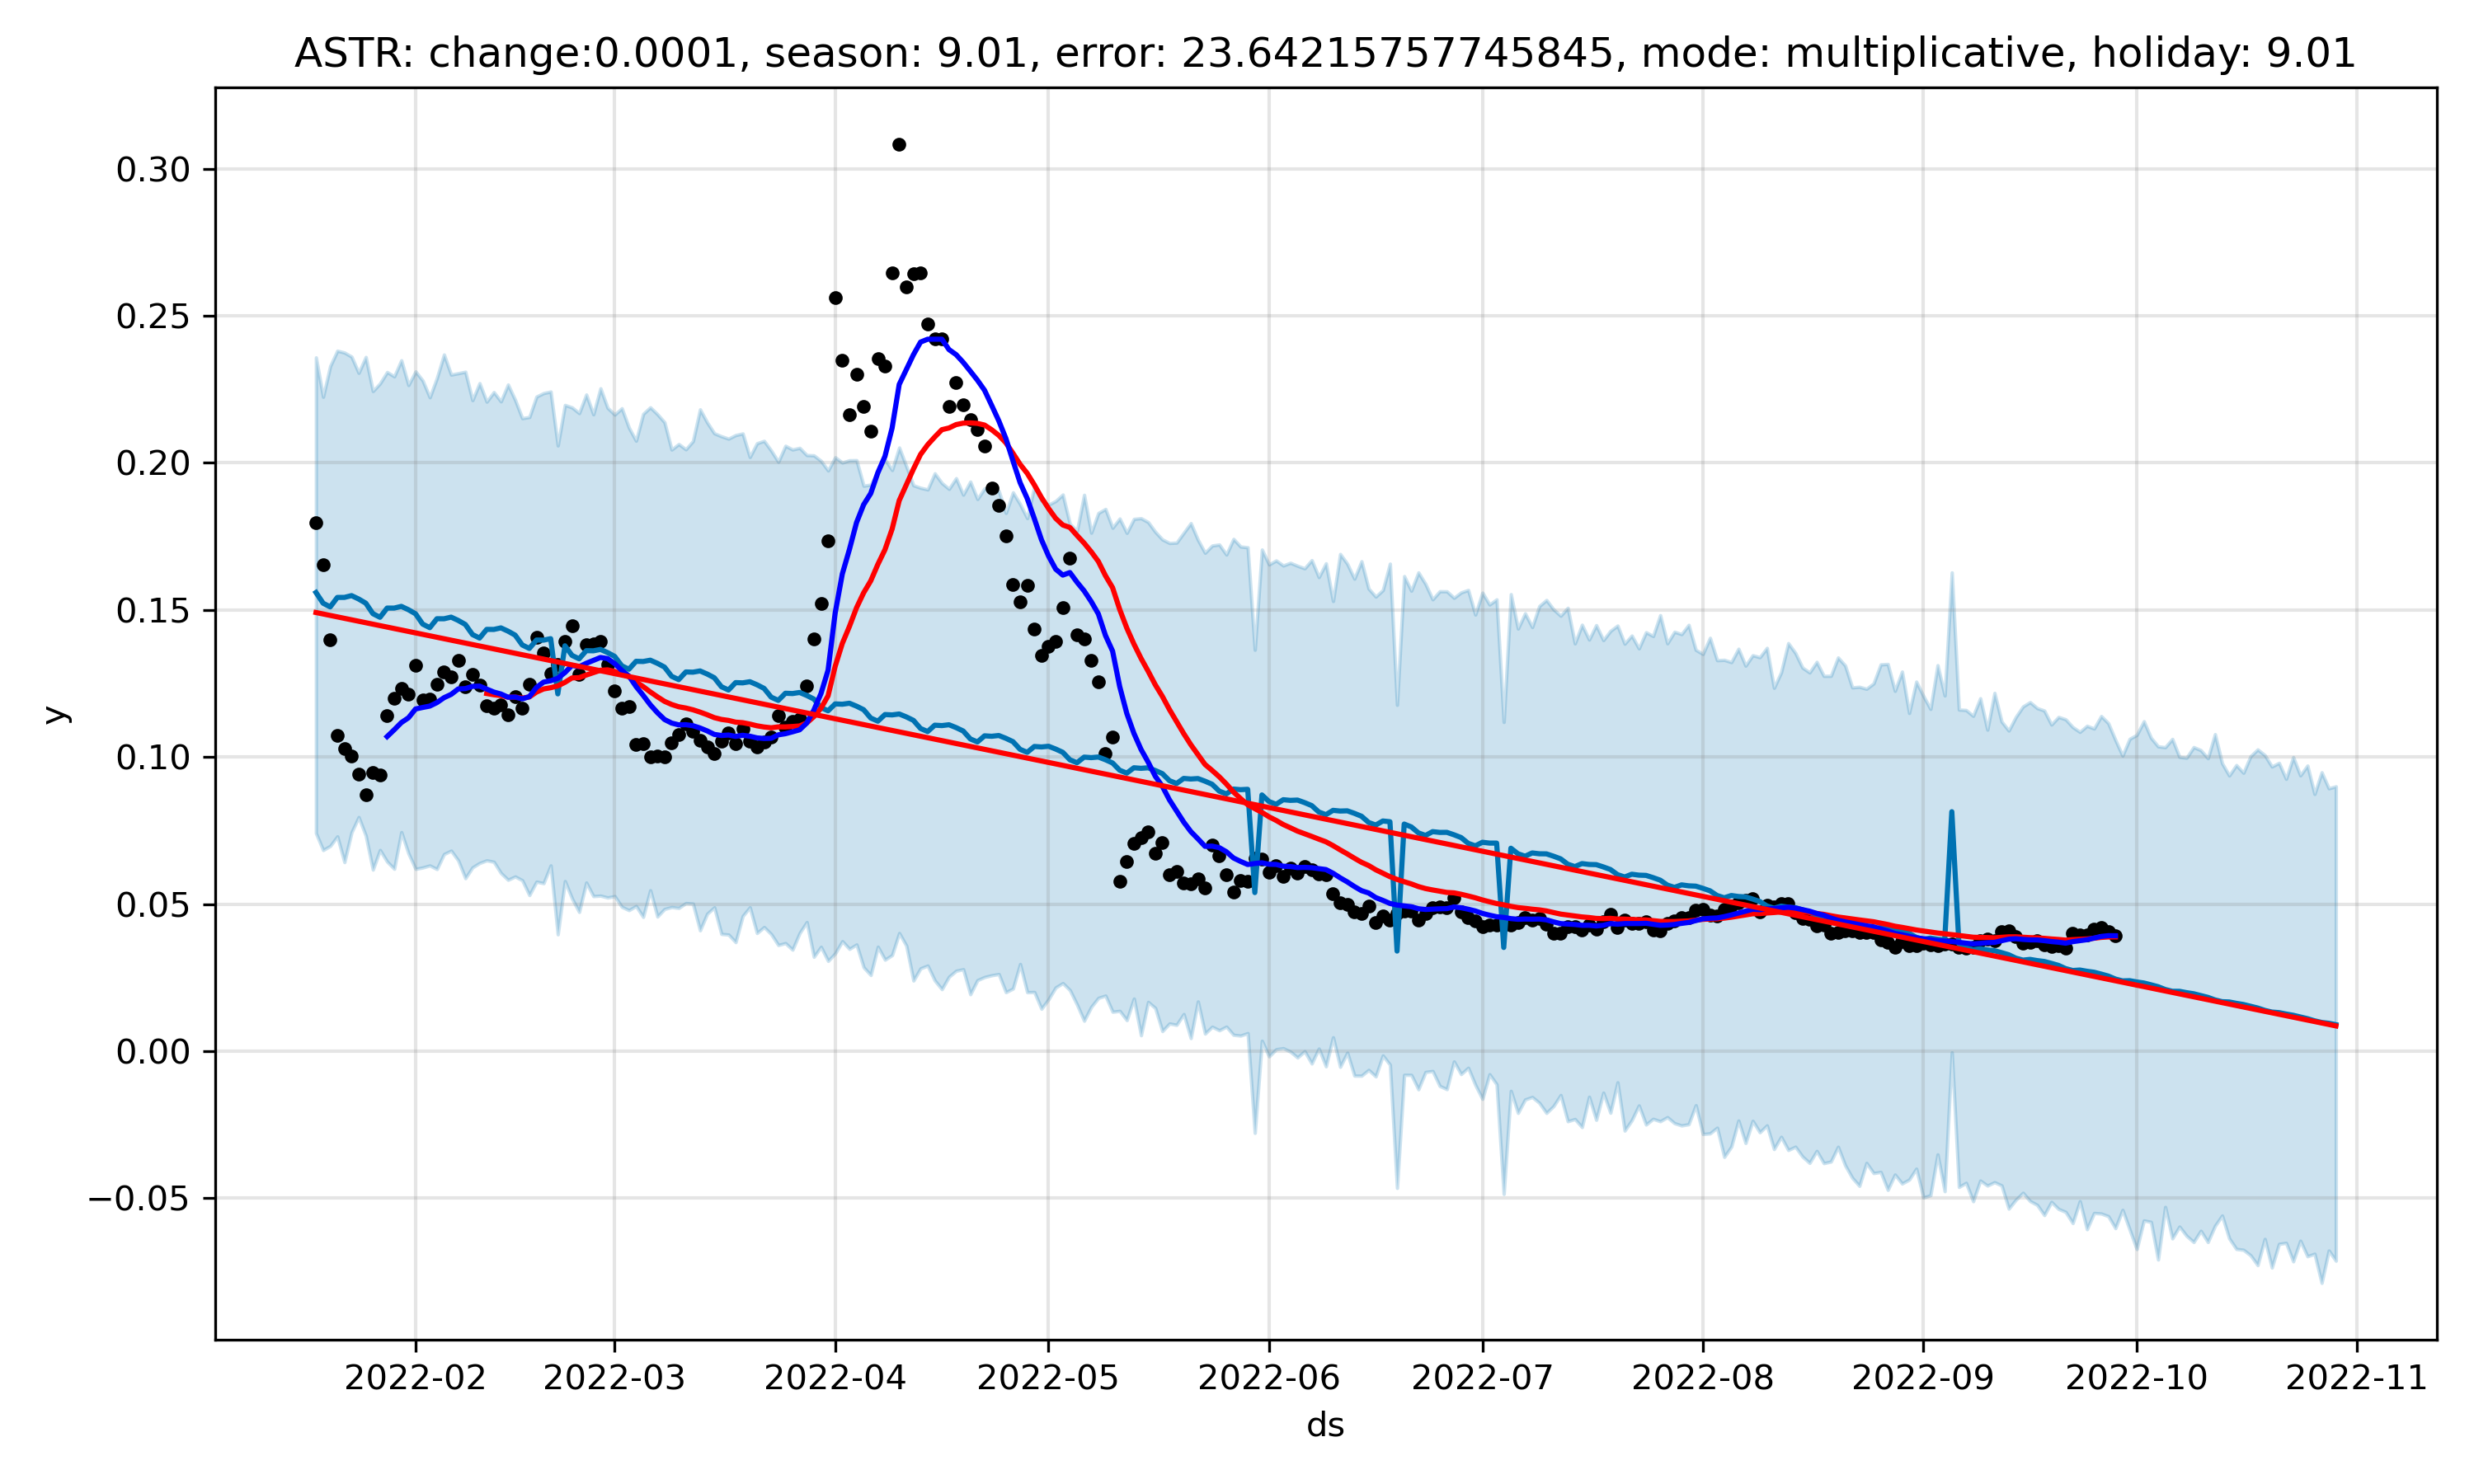 ASTR: change:0.0001, season: 9.01, error: 23.64215757745845, mode: multiplicative, holiday: 9.01
0.30
0.25
0.20
0.15
0.10
0.05
0.00
−0.05
y
2022-02 2022-03 2022-04 2022-05 2022-06 2022-07 2022-08 2022-09 2022-10 2022-11
ds